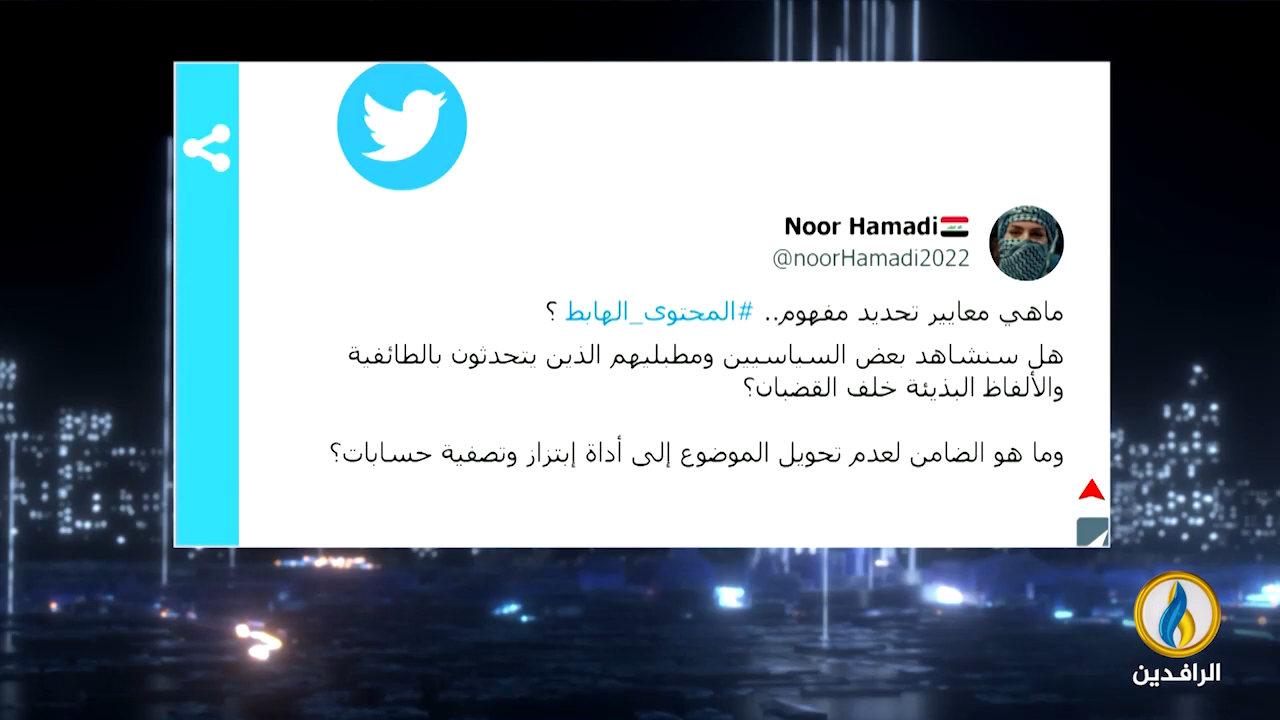 Noor Hamadi
@noorHamadi2022
ماهي معايير تحديد مفهوم.. #المحتوى_الهابط ؟
هل سنشاهد بعض السياسيين ومطبليهم الذين يتحدثون بالطائفية
والألفاظ البذيئة خلف القضبان؟
وما هو الضامن لعدم تحويل الموضوع إلى أداة إبتزاز وتصفية حسابات؟
الرافدين